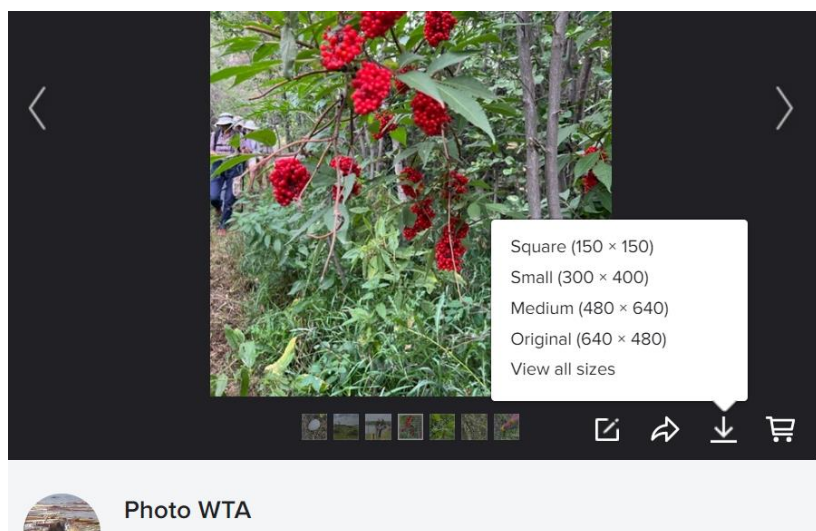 Square (150 × 150)
Small (300 × 400)
Medium (480 × 640)
Original (640 × 480)
View all sizes
Photo WTA